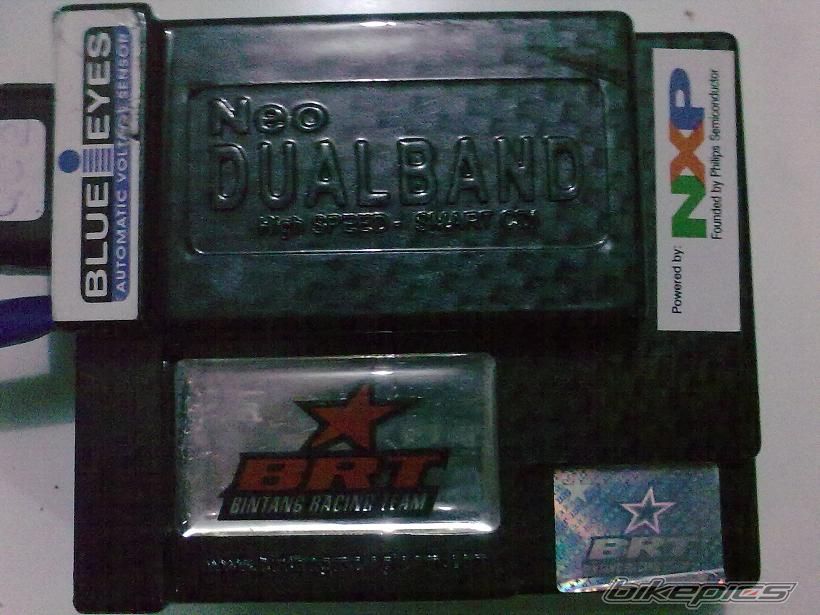 BLUE EYES
AUTOMATIC VOLTAGE SENSOR
Neo
DUALBAND
High SPEED - SMART CDI
Powered by:
NXP
Founded by Philips Semiconductor
BRT
BINTANG RACING TEAM
BRT
bikepics